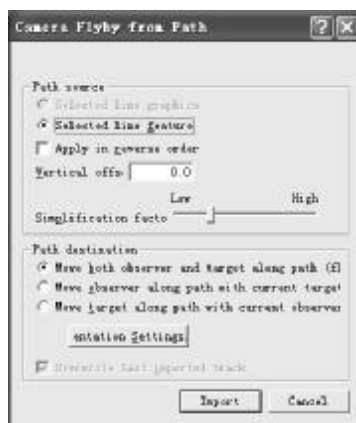 Camera Flyby from Path
Path source
Selected line graphics
Selected line feature
Apply in reverse order
Vertical offs 0.0
Low High
Simplification facto
Path destination
Move both observer and target along path (fl
Move observer along path with current target
Move target along path with current observer
entation Settings
Overwrite last imported track
Import Cancel